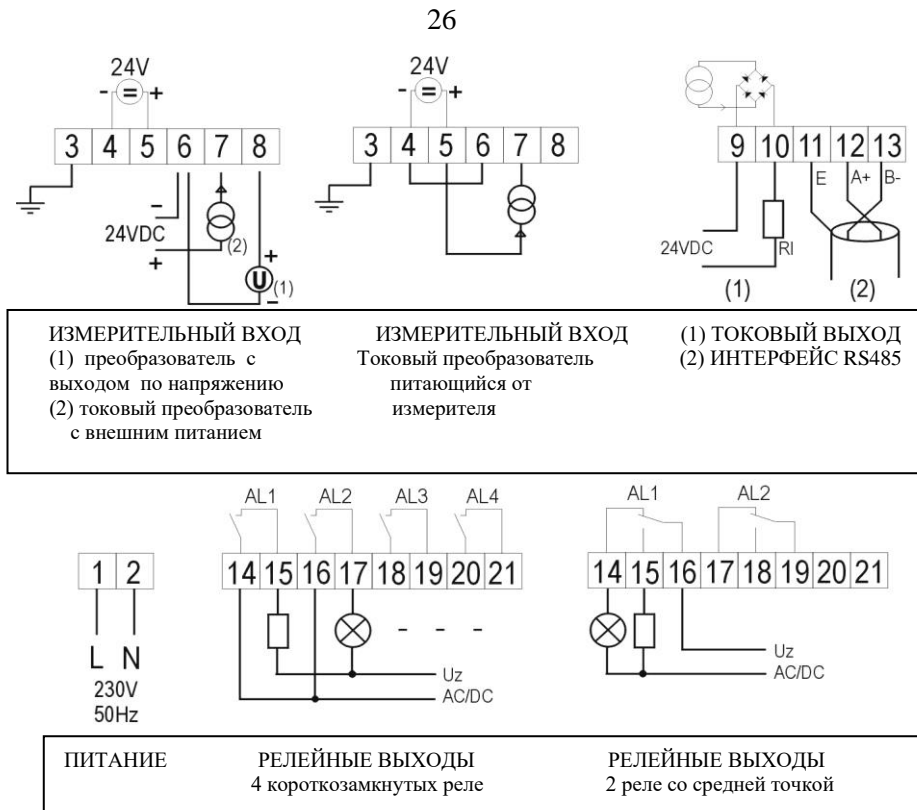 26
24V
- = +
3 4 5 6 7 8
-
24VDC
+
(2)
+
U (1)
-
24V
- = +
3 4 5 6 7 8
9 10 11 12 13
E A+ B-
24VDC RI
(1) (2)
ИЗМЕРИТЕЛЬНЫЙ ВХОД
(1) преобразователь с
выходом по напряжению
(2) токовый преобразователь
с внешним питанием
ИЗМЕРИТЕЛЬНЫЙ ВХОД
Токовый преобразователь
питающийся от
измерителя
(1) ТОКОВЫЙ ВЫХОД
(2) ИНТЕРФЕЙС RS485
1 2
L N
230V
50Hz
AL1 AL2 AL3 AL4
14 15 16 17 18 19 20 21
- - -
Uz
AC/DC
AL1 AL2
14 15 16 17 18 19 20 21
Uz
AC/DC
ПИТАНИЕ
РЕЛЕЙНЫЕ ВЫХОДЫ
4 короткозамкнутых реле
РЕЛЕЙНЫЕ ВЫХОДЫ
2 реле со средней точкой